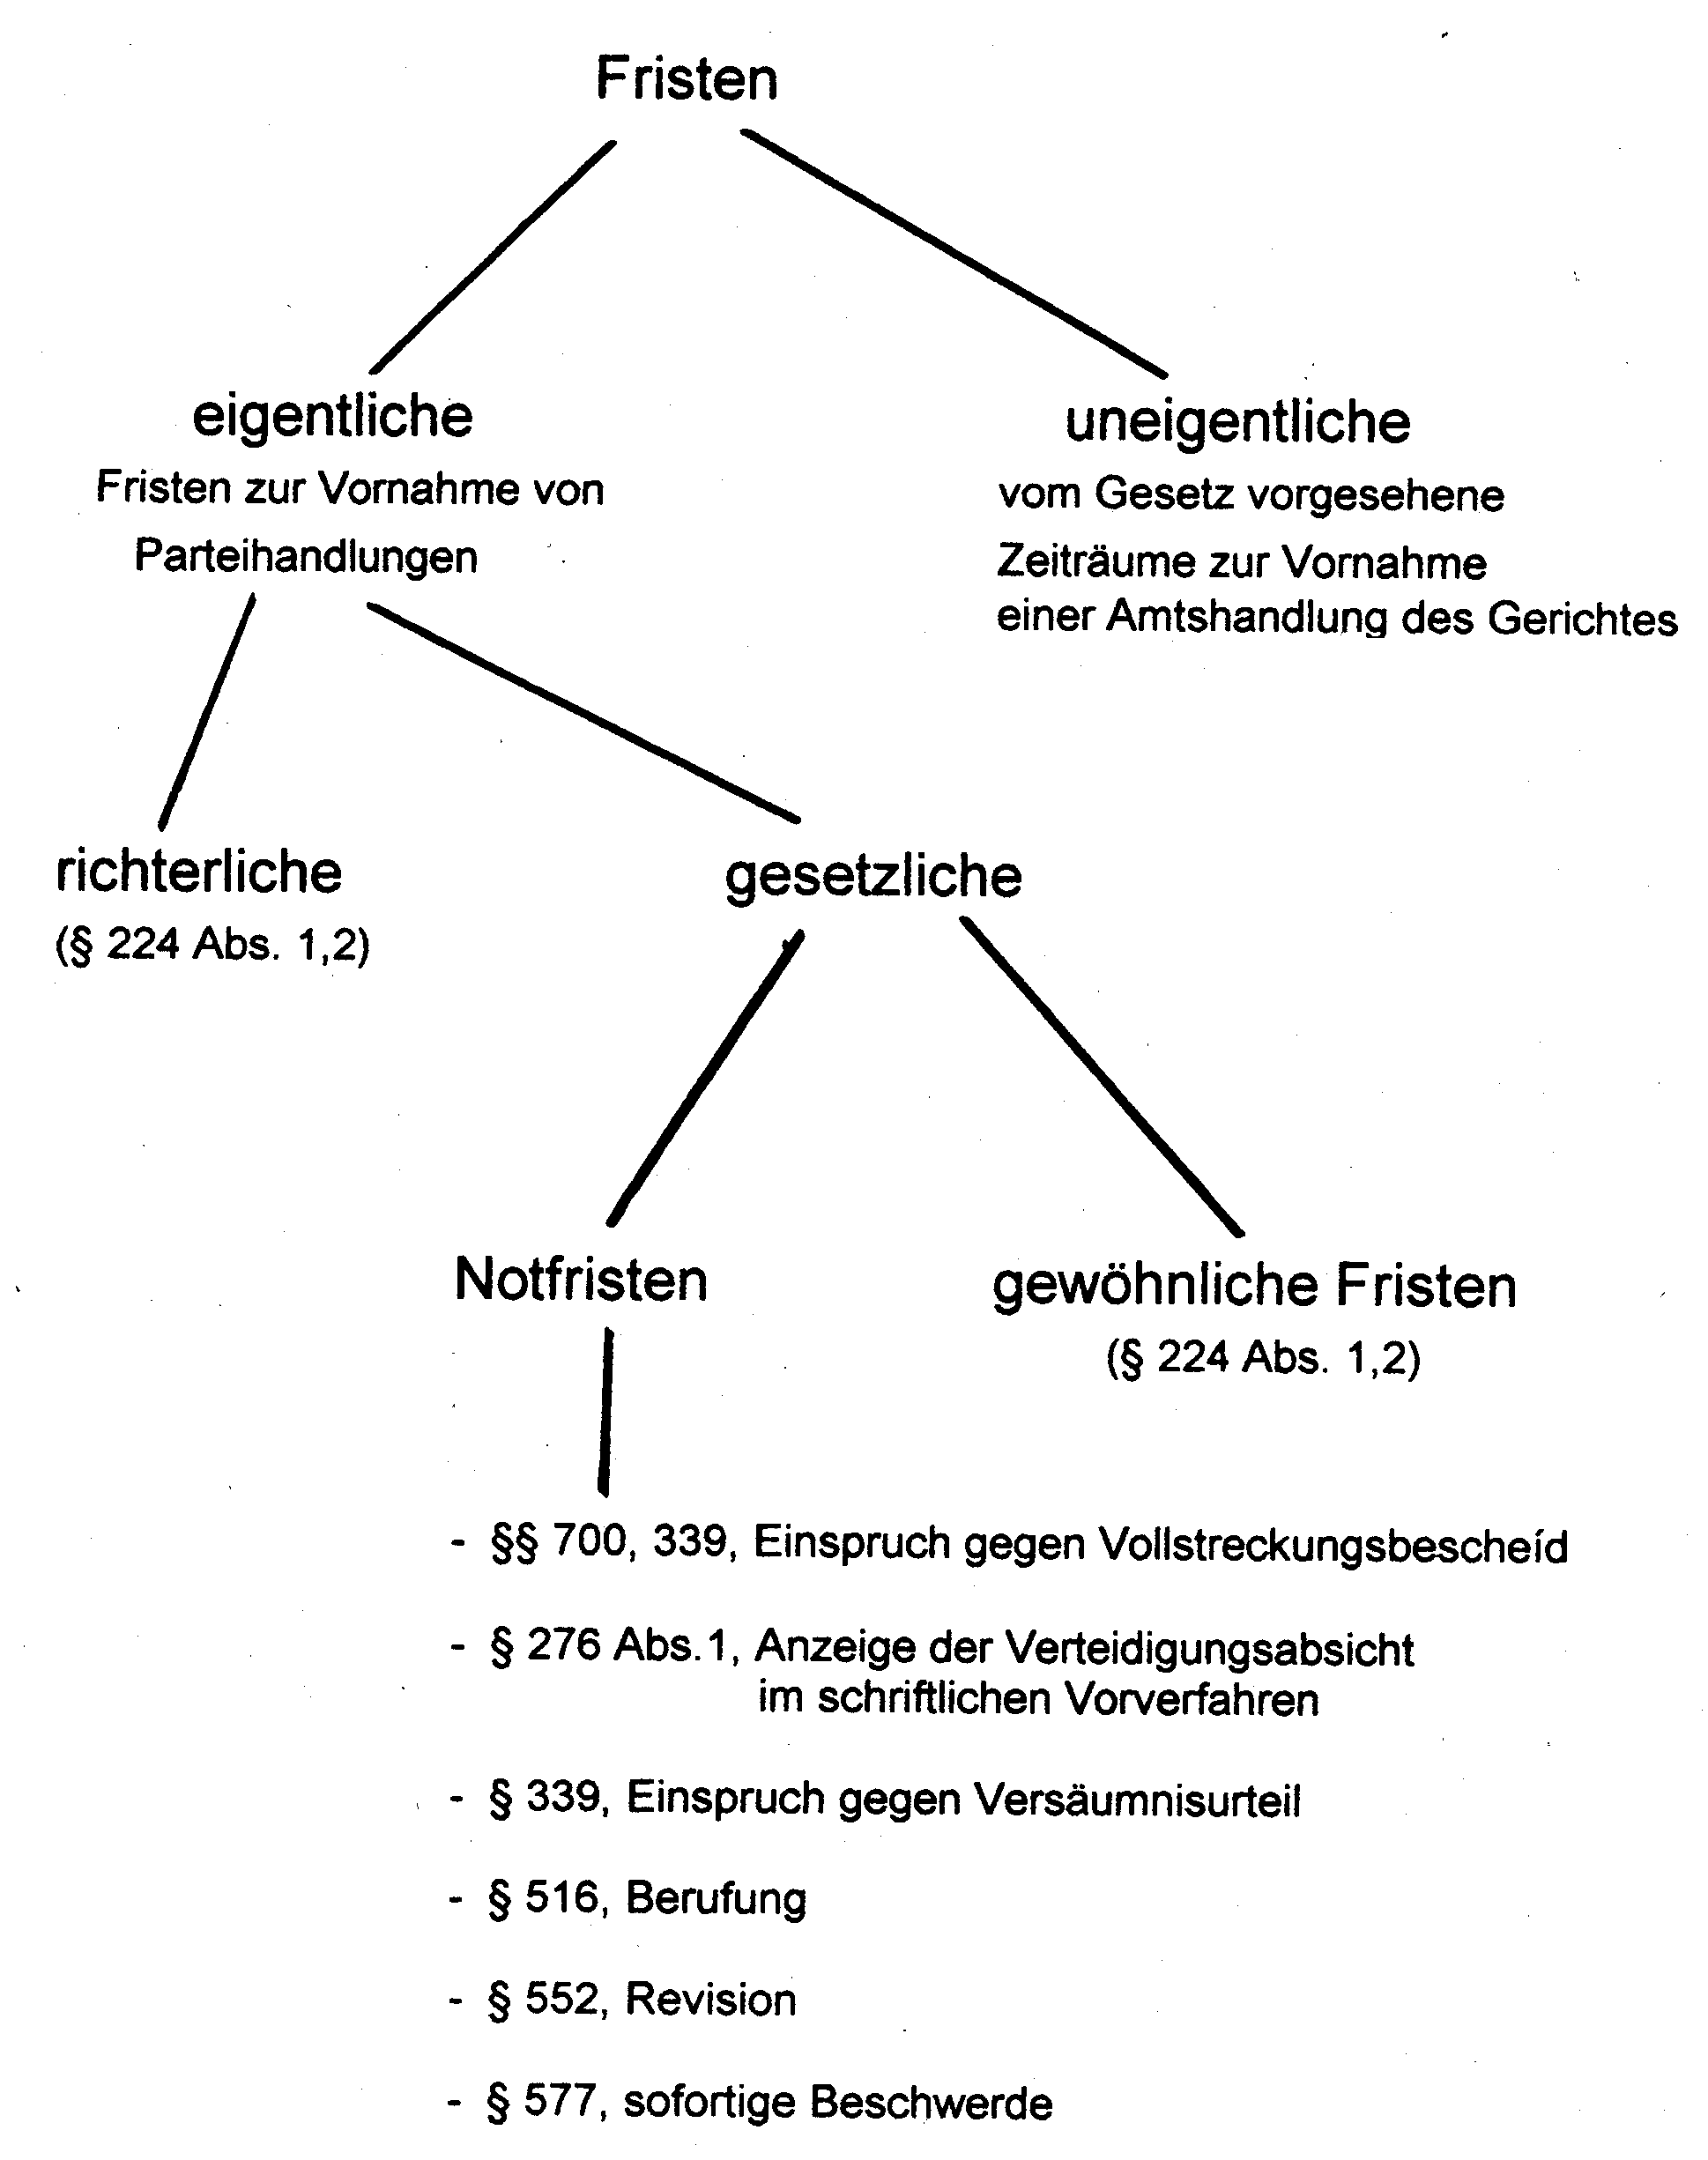 Fristen
eigentliche
Fristen zur Vornahme von
Parteihandlungen
uneigentliche
vom Gesetz vorgesehene
Zeiträume zur Vornahme
einer Amtshandlung des Gerichtes
richterliche
(§ 224 Abs. 1,2)
gesetzliche
Notfristen
gewöhnliche Fristen
(§ 224 Abs. 1,2)
- §§ 700, 339, Einspruch gegen Vollstreckungsbescheid
- § 276 Abs.1, Anzeige der Verteidigungsabsicht
im schriftlichen Vorverfahren
- § 339, Einspruch gegen Versäumnisurteil
- § 516, Berufung
- § 552, Revision
- § 577, sofortige Beschwerde